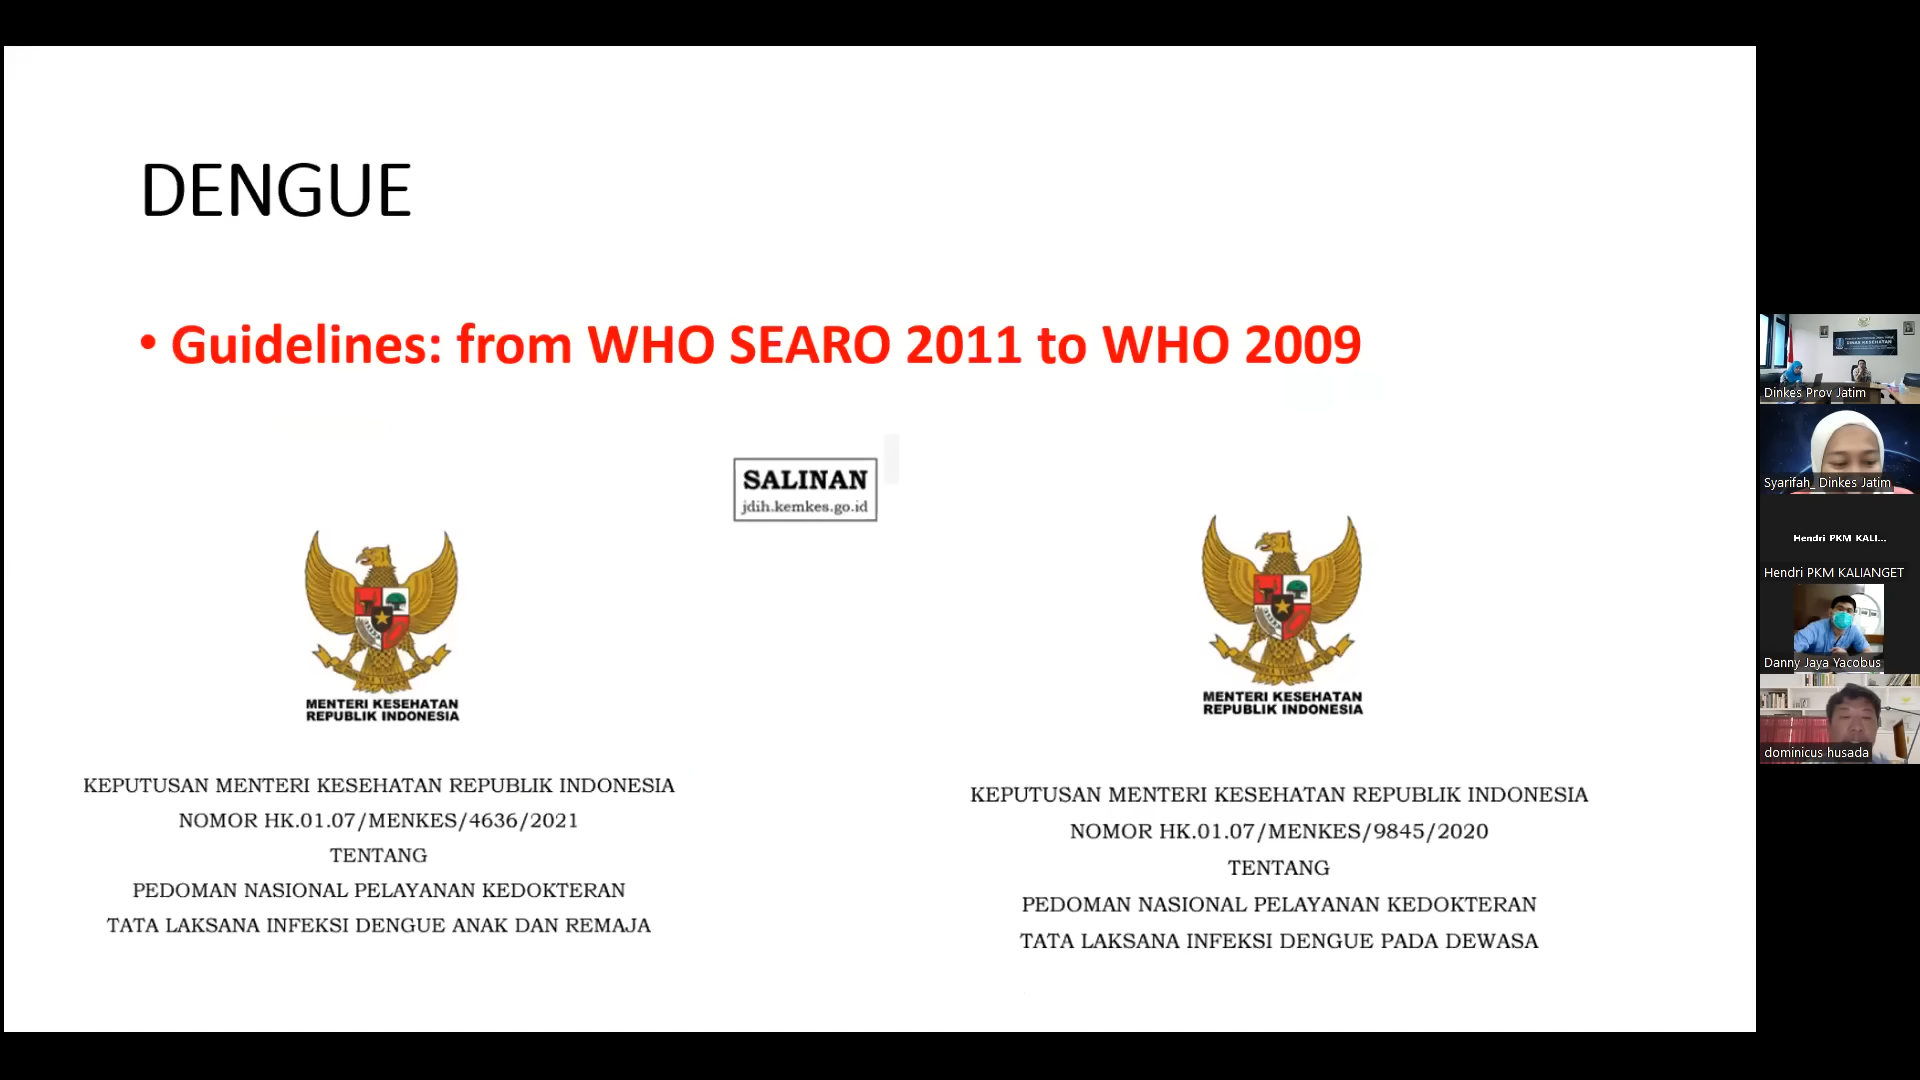 DENGUE
• Guidelines: from WHO SEARO 2011 to WHO 2009
SALINAN
jdih.kemkes.go.id
MENTERI KESEHATAN
REPUBLIK INDONESIA
KEPUTUSAN MENTERI KESEHATAN REPUBLIK INDONESIA
NOMOR HK.01.07/MENKES/4636/2021
TENTANG
PEDOMAN NASIONAL PELAYANAN KEDOKTERAN
TATA LAKSANA INFEKSI DENGUE ANAK DAN REMAJA
MENTERI KESEHATAN
REPUBLIK INDONESIA
KEPUTUSAN MENTERI KESEHATAN REPUBLIK INDONESIA
NOMOR HK.01.07/MENKES/9845/2020
TENTANG
PEDOMAN NASIONAL PELAYANAN KEDOKTERAN
TATA LAKSANA INFEKSI DENGUE PADA DEWASA
DINAS KESEHATAN
Dinkes Prov Jatim
Syarifah_ Dinkes Jatim
Hendri PKM KALI...
Hendri PKM KALIANGET
Danny Jaya Yacobus
dominicus husada